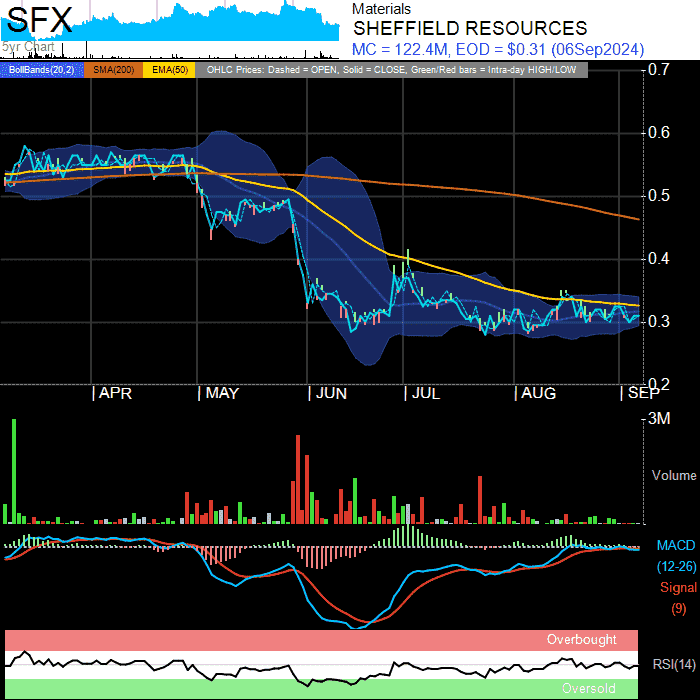 SFX
5yr Chart
Materials
SHEFFIELD RESOURCES
MC = 122.4M, EOD = $0.31 (06Sep2024)
BollBands(20,2) SMA(200) EMA(50) OHLC Prices: Dashed = OPEN, Solid = CLOSE, Green/Red bars = Intra-day HIGH/LOW
0.7
0.6
0.5
0.4
0.3
0.2
| APR | MAY | JUN | JUL | AUG | SEP
3M
Volume
MACD
(12-26)
Signal
(9)
Overbought
RSI(14)
Oversold